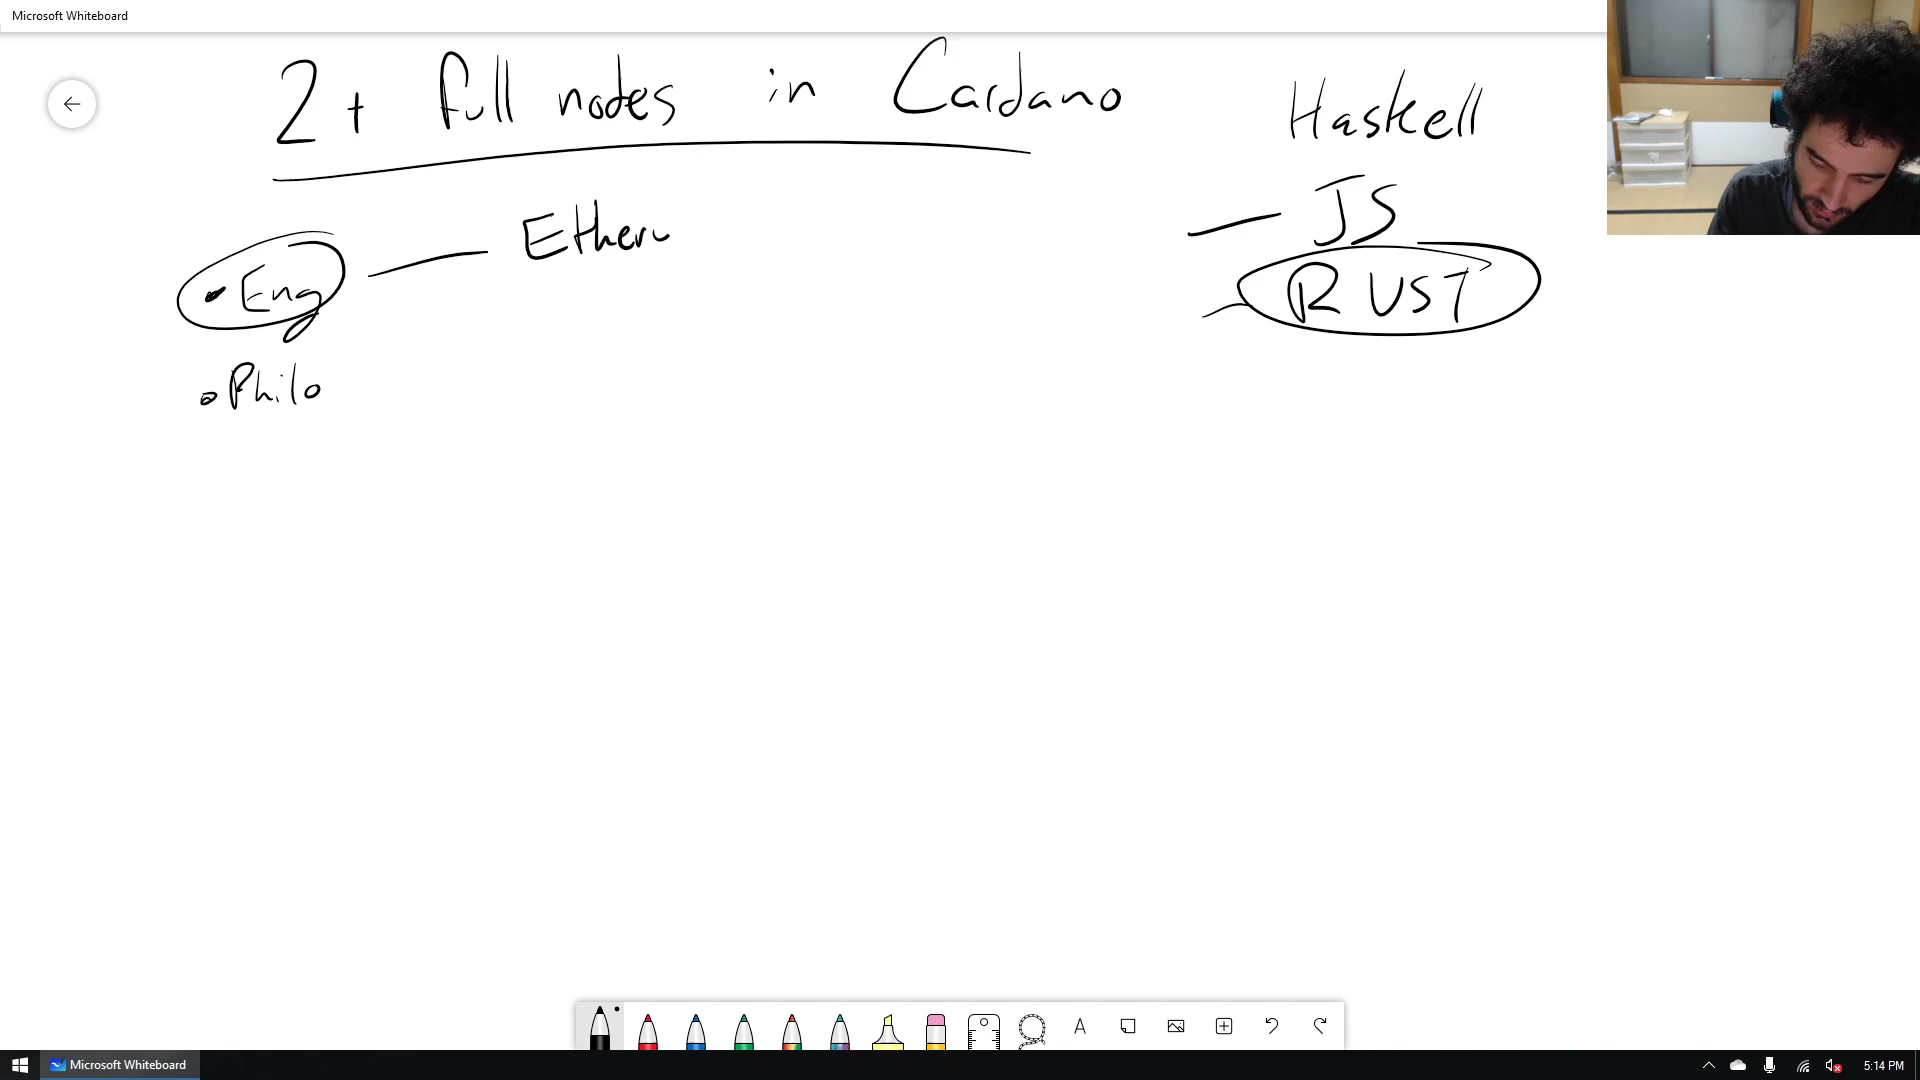 Microsoft Whiteboard
2+ full nodes in Cardano
Haskell
JS
RUST
• Eng — Etheru
• Philo
A
Microsoft Whiteboard
5:14 PM